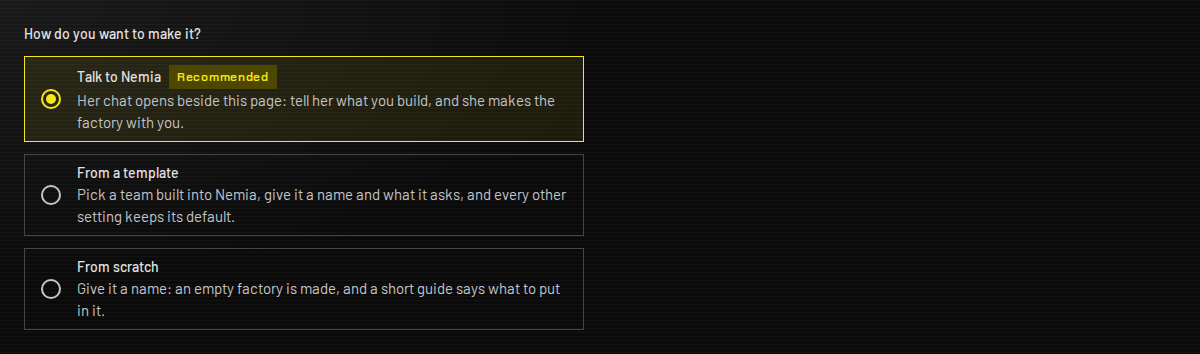 How do you want to make it?
Talk to Nemia Recommended
Her chat opens beside this page: tell her what you build, and she makes the
factory with you.
From a template
Pick a team built into Nemia, give it a name and what it asks, and every other
setting keeps its default.
From scratch
Give it a name: an empty factory is made, and a short guide says what to put
in it.